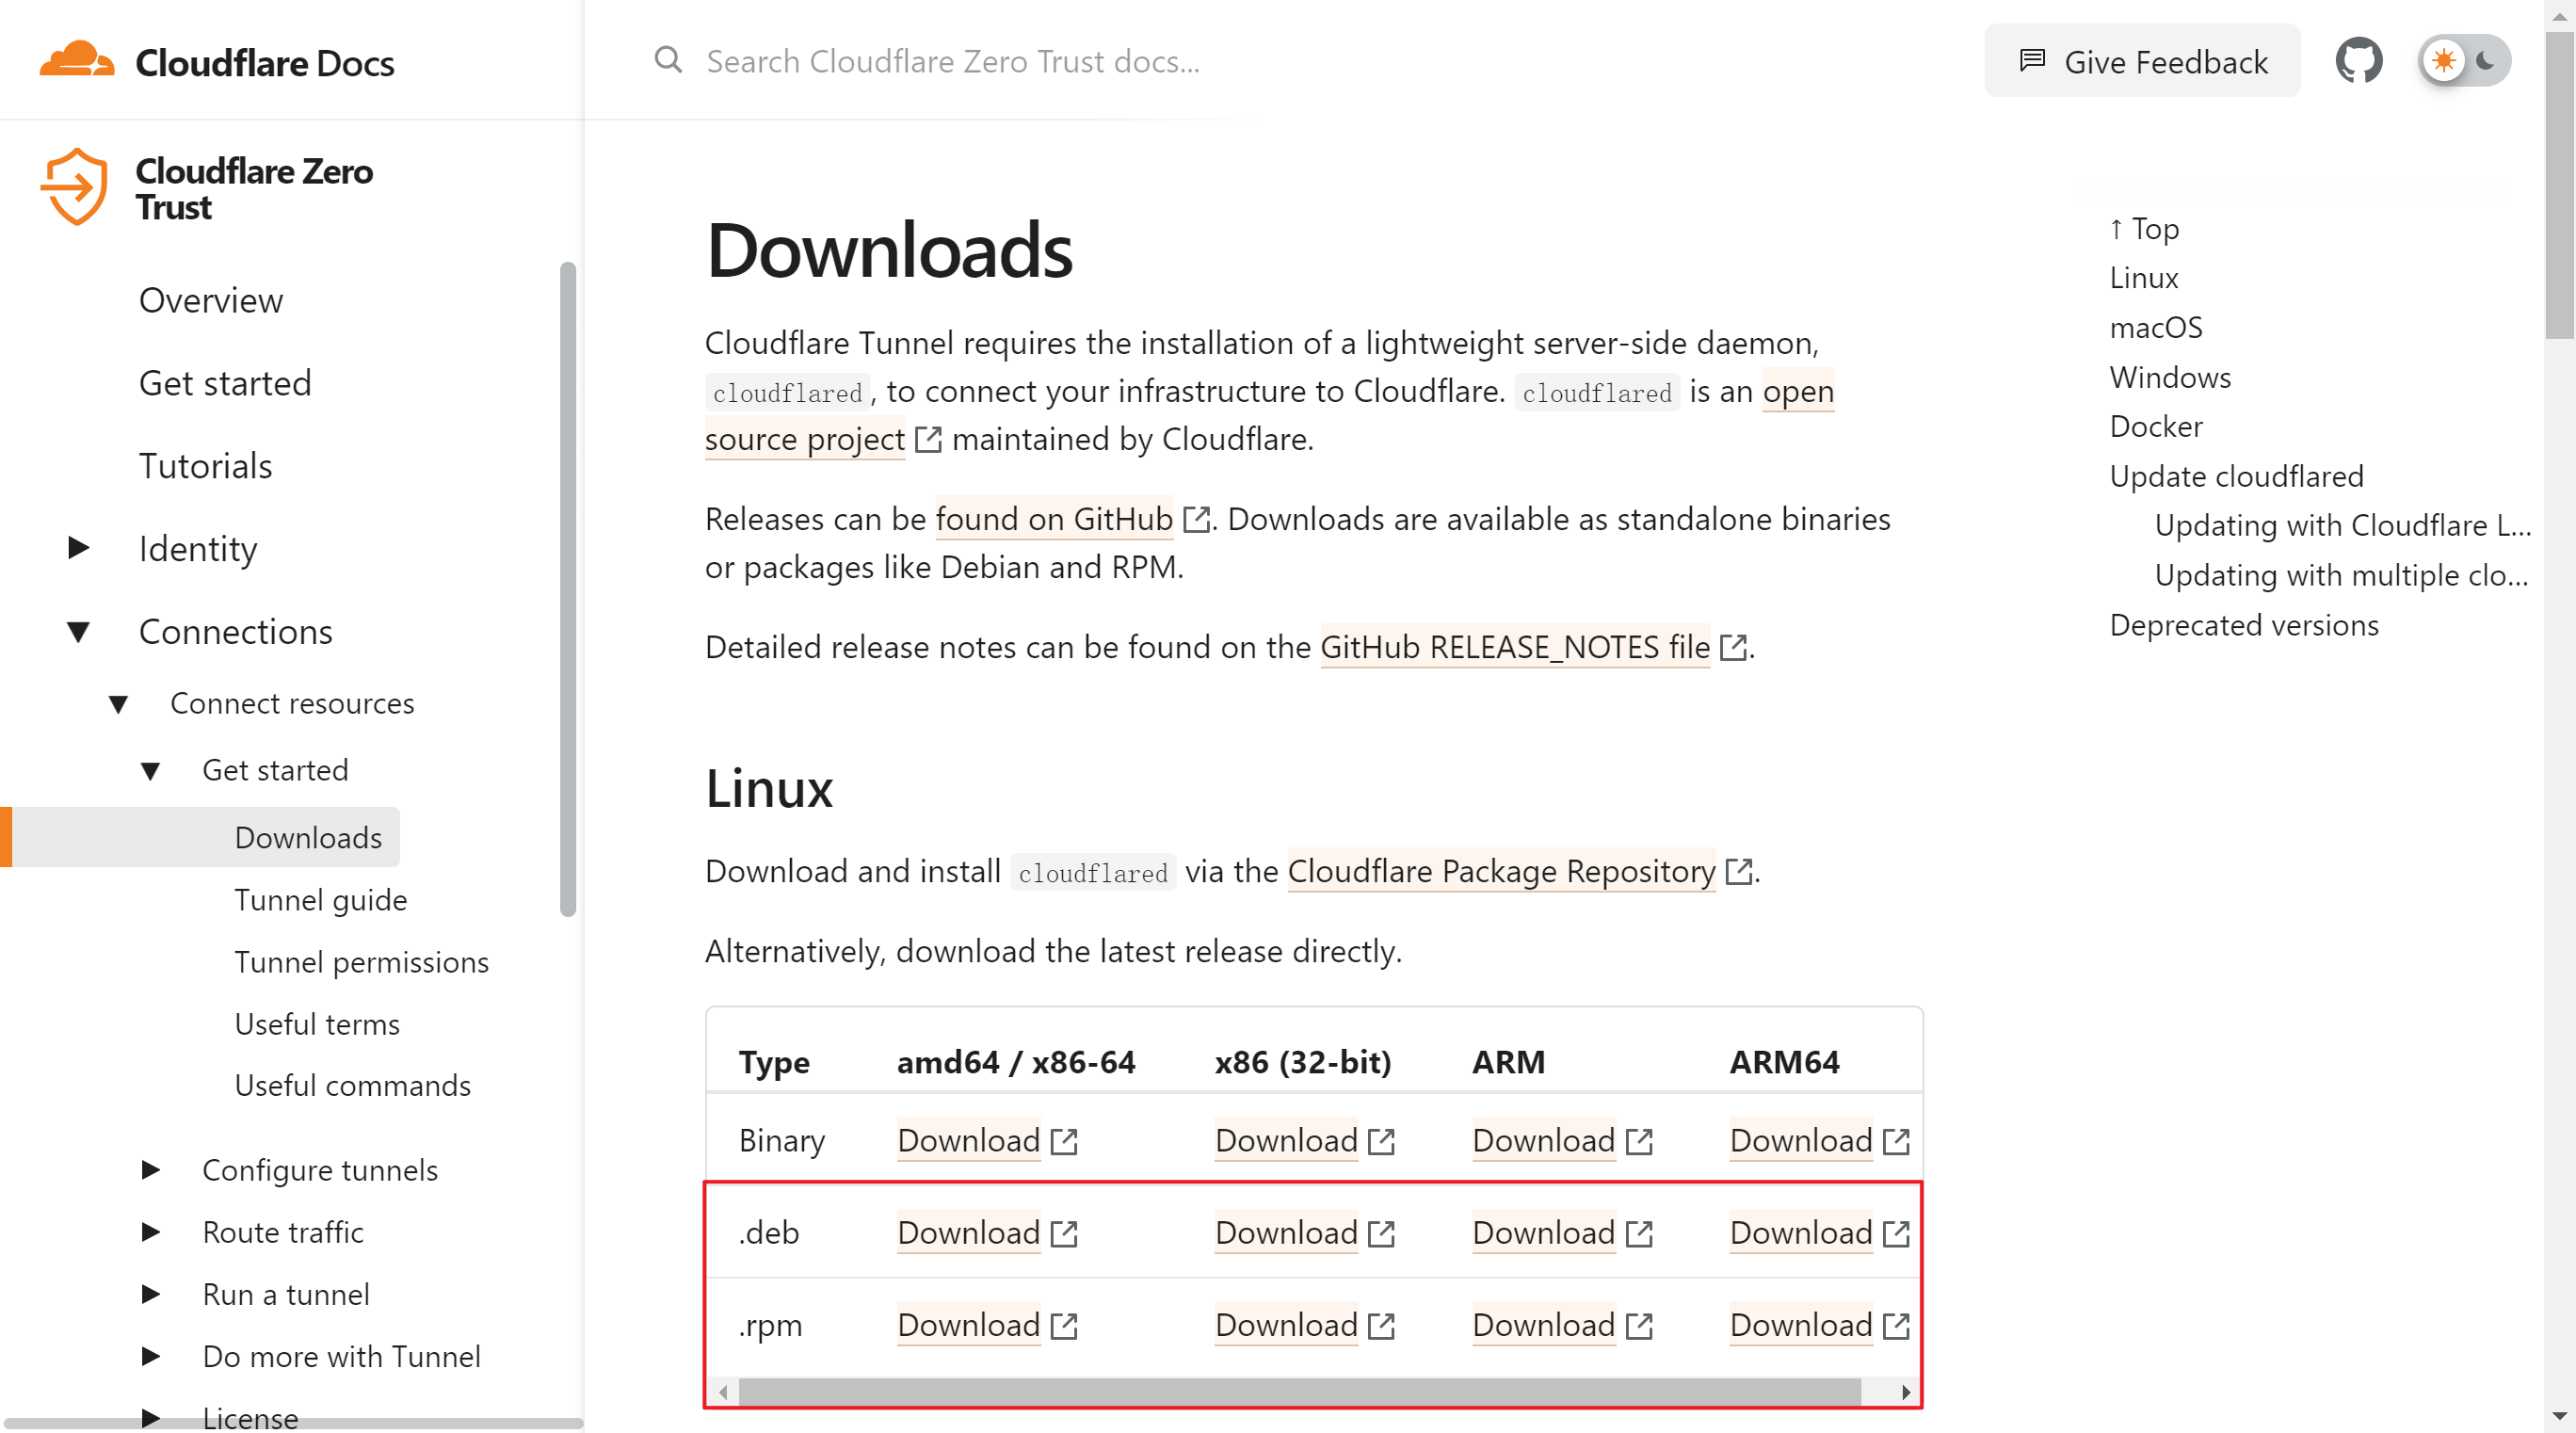 Cloudflare Docs
Search Cloudflare Zero Trust docs...
Give Feedback
Cloudflare Zero
Trust
Overview
Get started
Tutorials
Identity
Connections
Connect resources
Get started
Downloads
Tunnel guide
Tunnel permissions
Useful terms
Useful commands
Configure tunnels
Route traffic
Run a tunnel
Do more with Tunnel
License
Downloads
Cloudflare Tunnel requires the installation of a lightweight server-side daemon,
cloudflared, to connect your infrastructure to Cloudflare. cloudflared is an open
source project maintained by Cloudflare.
Releases can be found on GitHub. Downloads are available as standalone binaries
or packages like Debian and RPM.
Detailed release notes can be found on the GitHub RELEASE_NOTES file.
Linux
Download and install cloudflared via the Cloudflare Package Repository.
Alternatively, download the latest release directly.
Type amd64 / x86-64 x86 (32-bit) ARM ARM64
Binary Download Download Download Download
.deb Download Download Download Download
.rpm Download Download Download Download
↑ Top
Linux
macOS
Windows
Docker
Update cloudflared
Updating with Cloudflare L...
Updating with multiple clo...
Deprecated versions